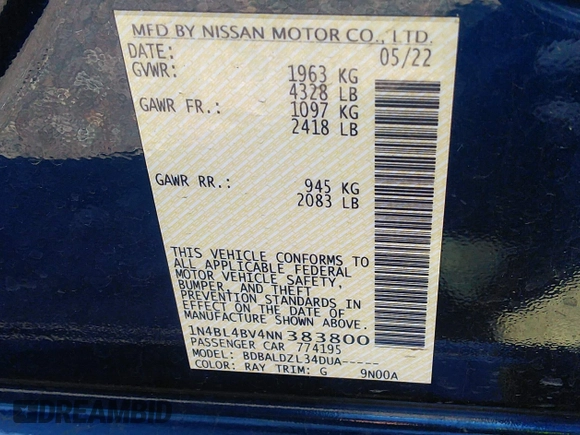 MFD BY NISSAN MOTOR CO., LTD.
DATE: 05/22
GVWR: 1963 KG
4328 LB
GAWR FR.: 1097 KG
2418 LB
GAWR RR.: 945 KG
2083 LB
THIS VEHICLE CONFORMS TO
ALL APPLICABLE FEDERAL
MOTOR VEHICLE SAFETY,
BUMPER, AND THEFT
PREVENTION STANDARDS IN
EFFECT ON THE DATE OF
MANUFACTURE SHOWN ABOVE.
1N4BL4BV4NN383800
PASSENGER CAR 774195
MODEL: BDBALDZL34DUA-----
COLOR: RAY TRIM: G 9N00A
DREAMBID